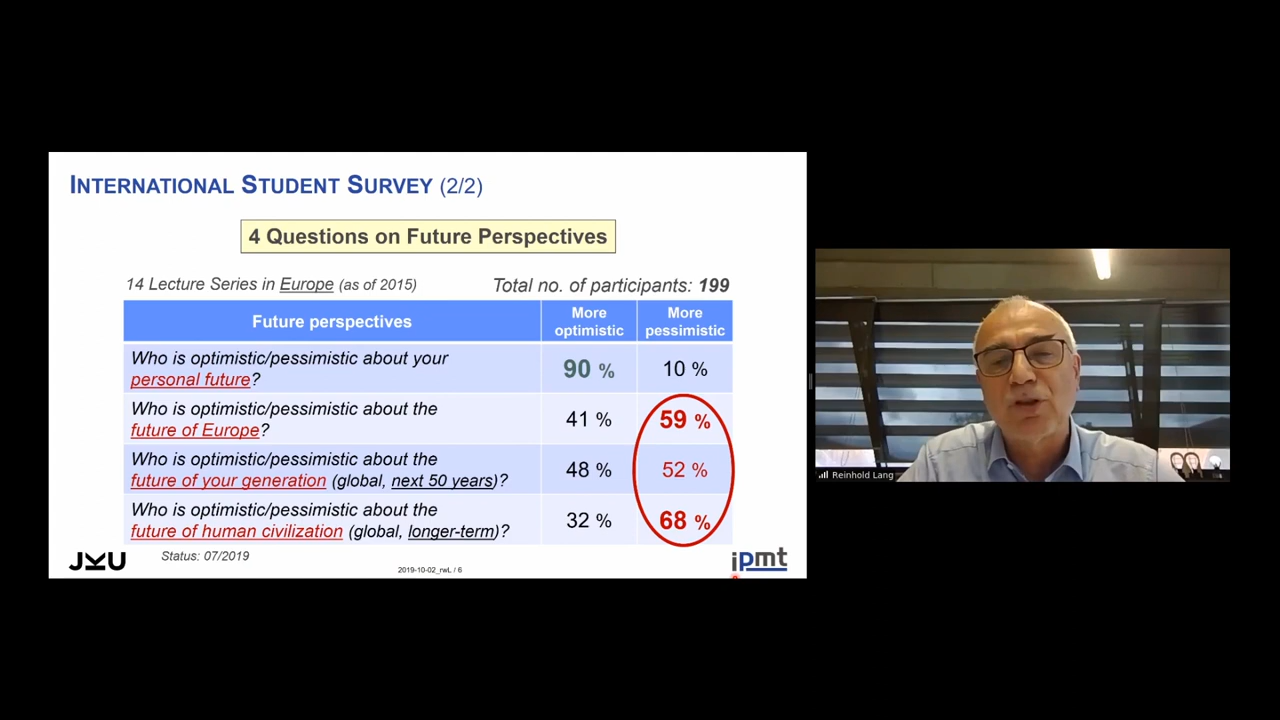 INTERNATIONAL STUDENT SURVEY (2/2)
4 Questions on Future Perspectives
14 Lecture Series in Europe (as of 2015)
Total no. of participants: 199
Future perspectives
More
optimistic
More
pessimistic
Who is optimistic/pessimistic about your
personal future?
90 %
10 %
Who is optimistic/pessimistic about the
future of Europe?
41 %
59 %
Who is optimistic/pessimistic about the
future of your generation (global, next 50 years)?
48 %
52 %
Who is optimistic/pessimistic about the
future of human civilization (global, longer-term)?
32 %
68 %
JKU
Status: 07/2019
2019-10-02_rwL / 6
ipmt
Reinhold Lang